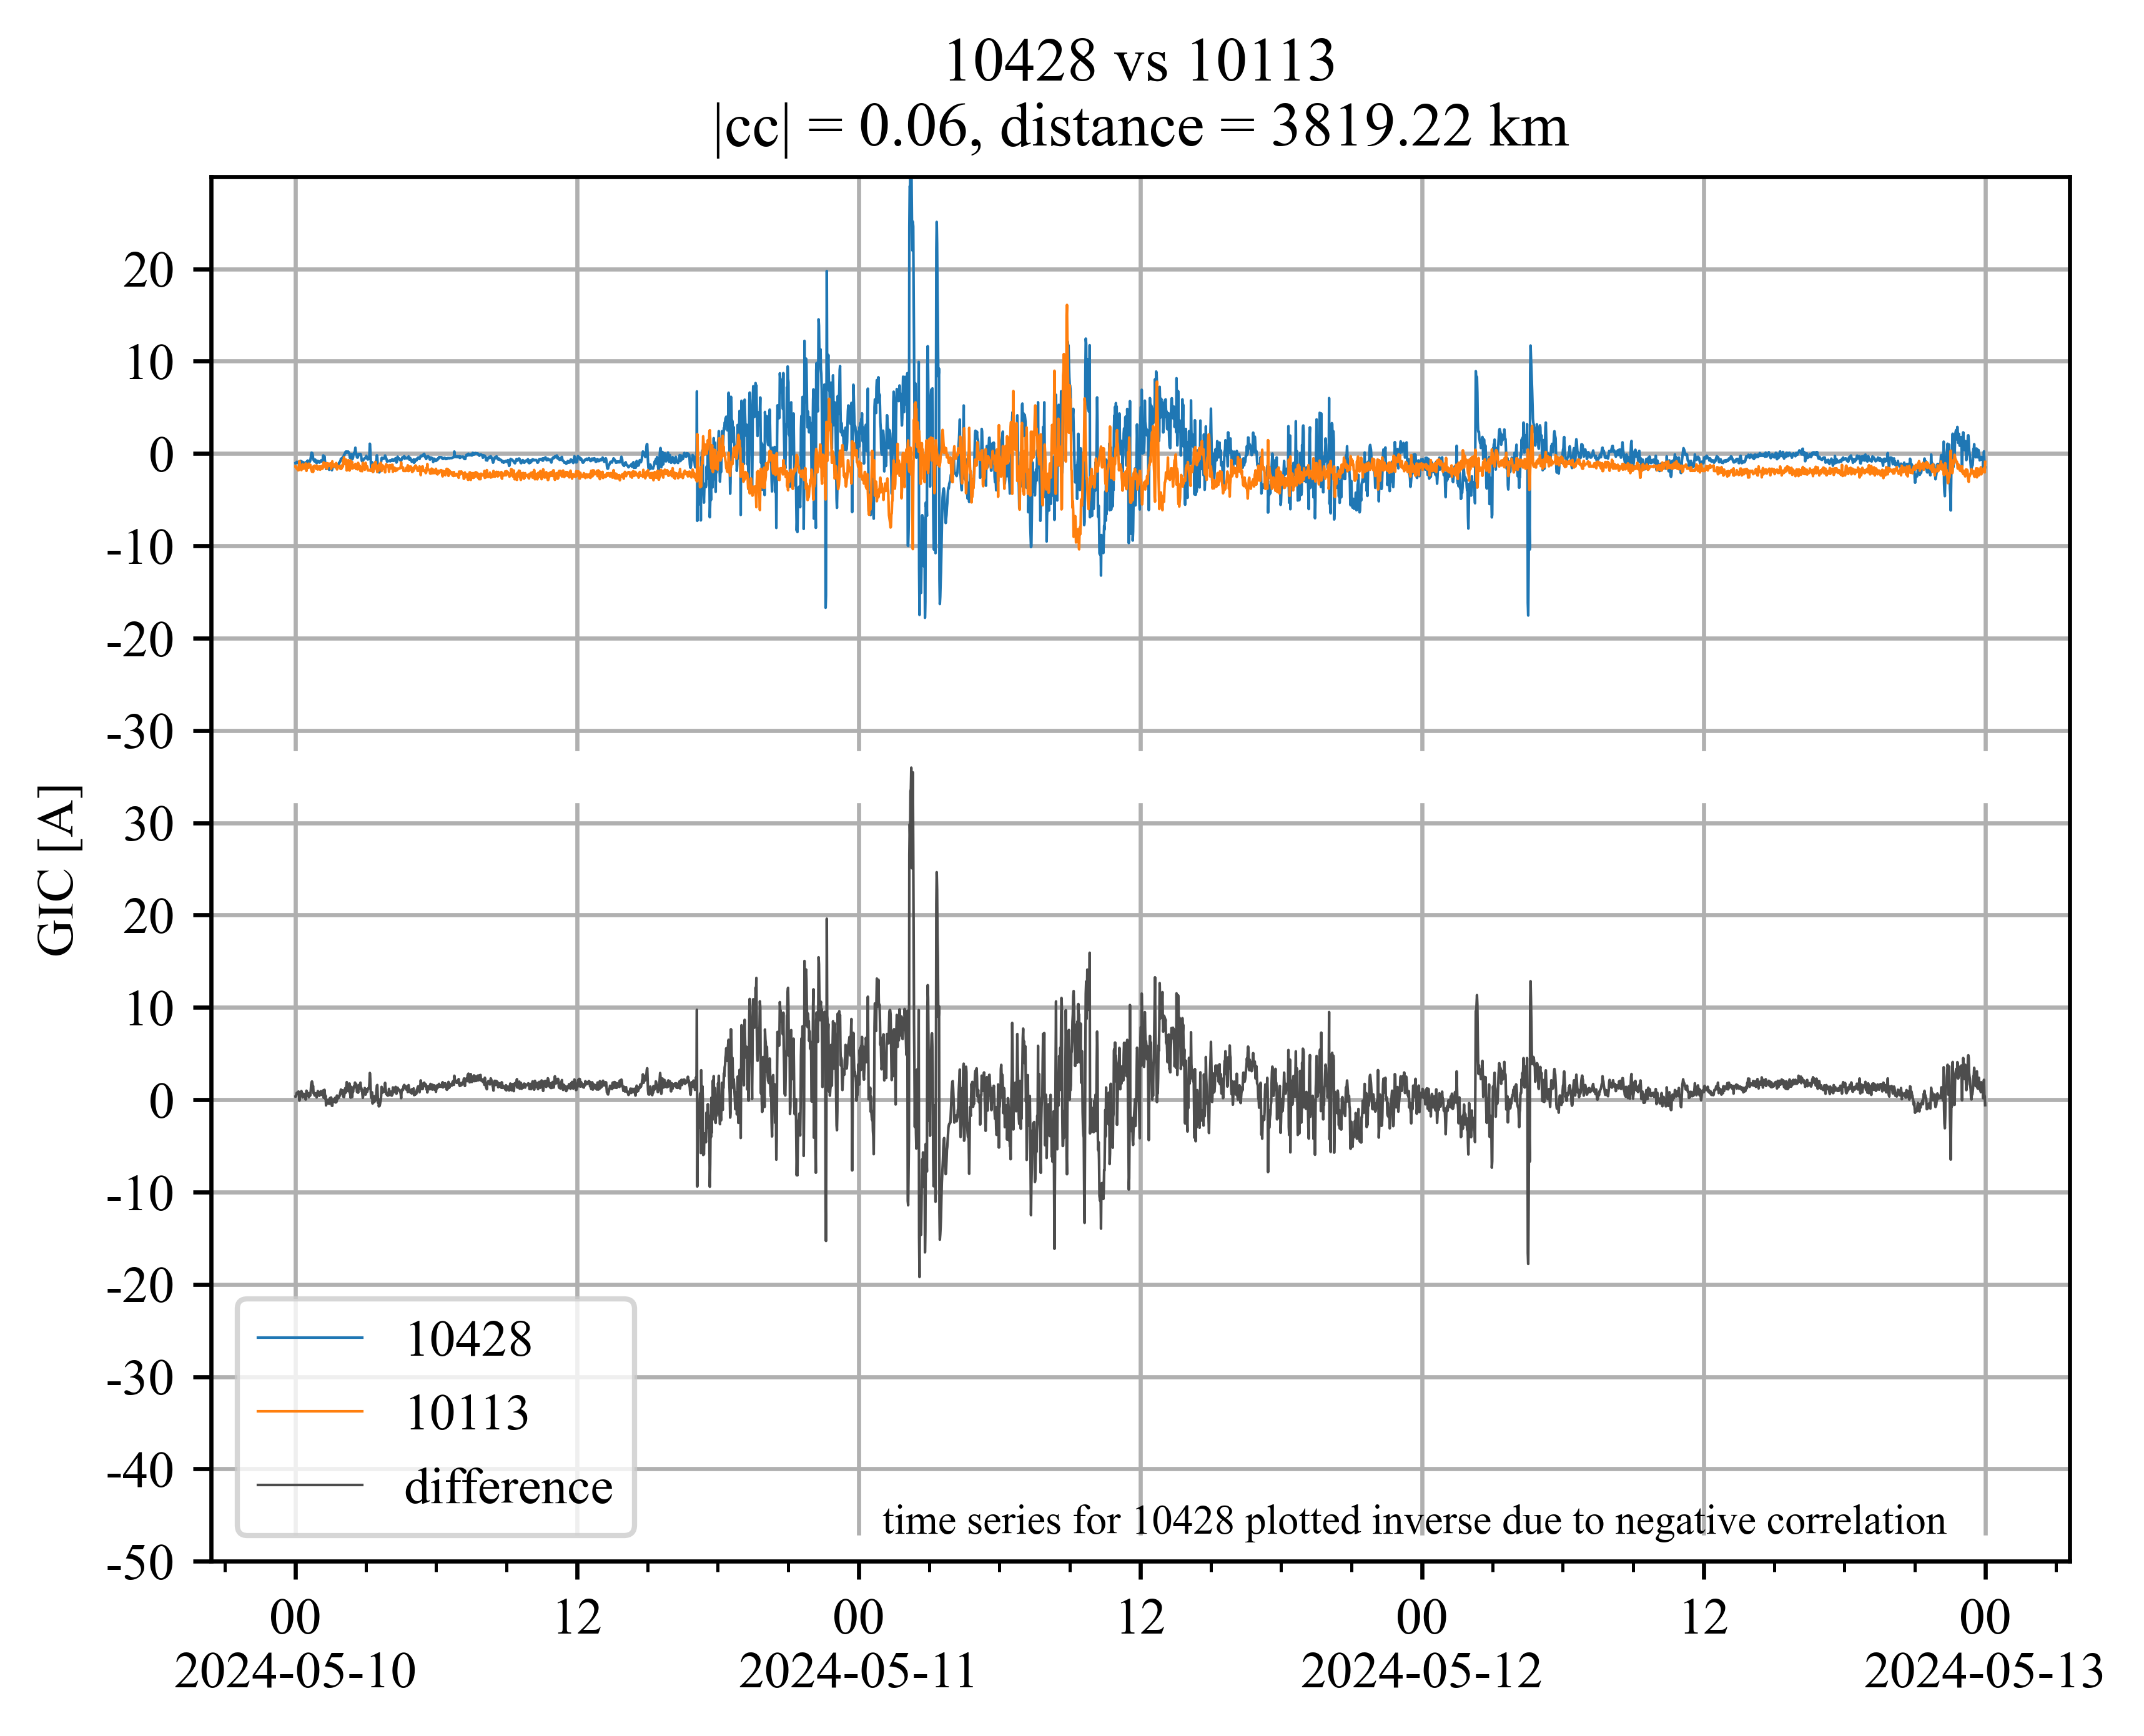 10428 vs 10113
|cc| = 0.06, distance = 3819.22 km
20
10
0
-10
-20
-30
30
20
10
0
-10
-20
-30
-40
-50
GIC [A]
10428
10113
difference
time series for 10428 plotted inverse due to negative correlation
00 12 00 12 00 12 00
2024-05-10 2024-05-11 2024-05-12 2024-05-13